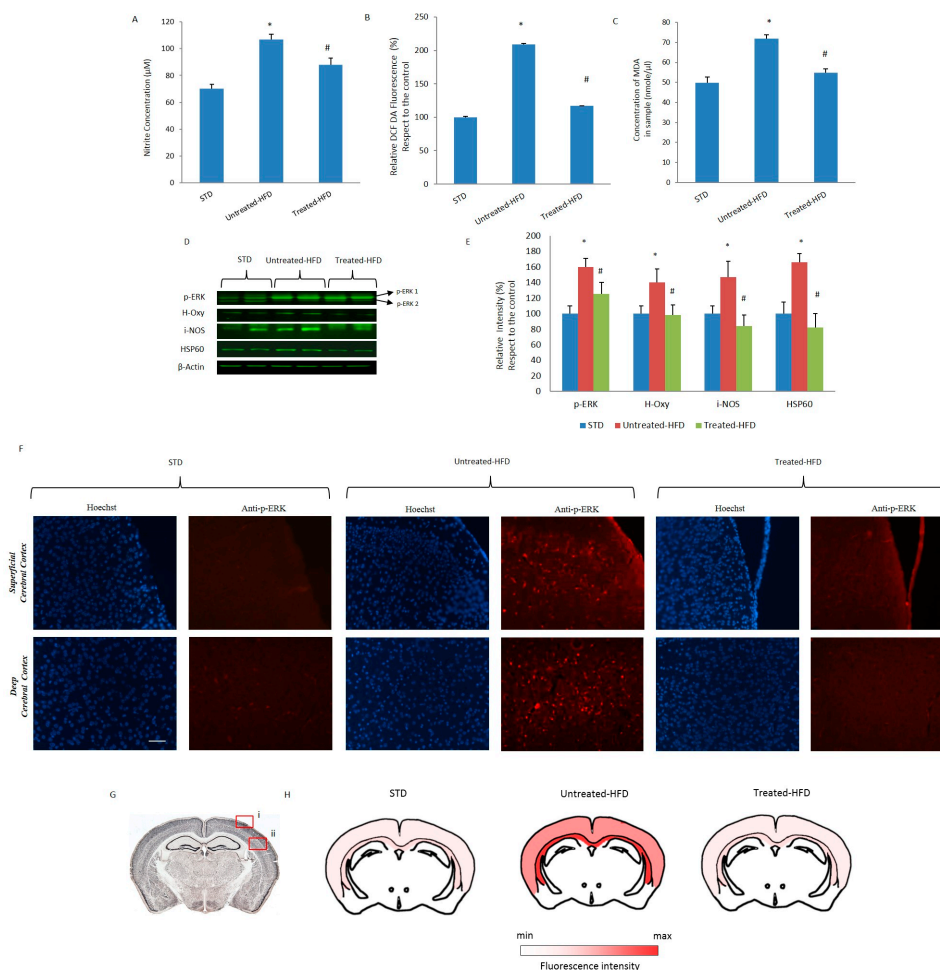 A
Nitrite Concentration (µM)
120
100
80
60
40
20
0
*
#
STD
Untreated-HFD
Treated-HFD
B
Relative DCF DA Fluorescence (%)
Respect to the control
250
200
150
100
50
0
*
#
STD
Untreated-HFD
Treated-HFD
C
Concentration of MDA
in sample (nmole/µl)
80
70
60
50
40
30
20
10
0
*
#
STD
Untreated-HFD
Treated-HFD
D
STD Untreated-HFD Treated-HFD
p-ERK
p-ERK 1
p-ERK 2
H-Oxy
i-NOS
HSP60
β-Actin
E
Relative Intensity (%)
Respect to the control
200
180
160
140
120
100
80
60
40
20
0
* # * # * # * #
p-ERK H-Oxy i-NOS HSP60
STD Untreated-HFD Treated-HFD
F
STD Untreated-HFD Treated-HFD
Hoechst Anti-p-ERK Hoechst Anti-p-ERK Hoechst Anti-p-ERK
Superficial
Cerebral Cortex
Deep
Cerebral Cortex
G
i
ii
H
STD Untreated-HFD Treated-HFD
min max
Fluorescence intensity